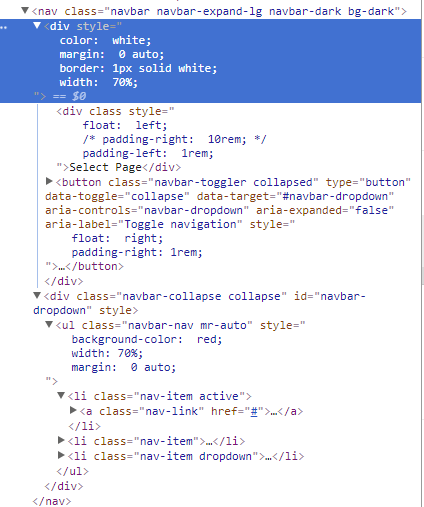 ▼<nav class="navbar navbar-expand-lg navbar-dark bg-dark">
… ▼<div style="
color:  white;
margin:  0 auto;
border: 1px solid white;
width:  70%;
"> == $0
<div class style="
float:  left;
/* padding-right:  10rem; */
padding-left:  1rem;
">Select Page</div>
▶<button class="navbar-toggler collapsed" type="button"
data-toggle="collapse" data-target="#navbar-dropdown"
aria-controls="navbar-dropdown" aria-expanded="false"
aria-label="Toggle navigation" style="
float:  right;
padding-right: 1rem;
">…</button>
</div>
▼<div class="navbar-collapse collapse" id="navbar-
dropdown" style>
▼<ul class="navbar-nav mr-auto" style="
background-color:  red;
width: 70%;
margin:  0 auto;
">
▼<li class="nav-item active">
▶<a class="nav-link" href="#">…</a>
</li>
▶<li class="nav-item">…</li>
▶<li class="nav-item dropdown">…</li>
</ul>
</div>
</nav>